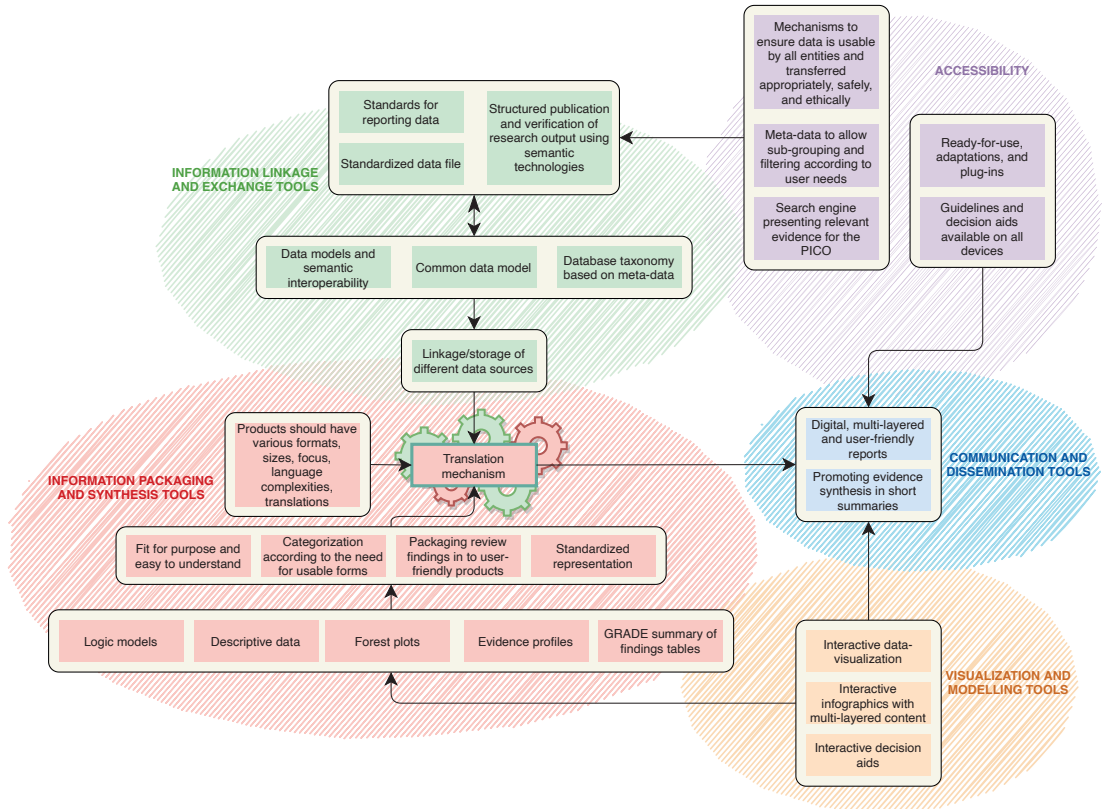 Mechanisms to
ensure data is usable
by all entities and
transferred
appropriately, safely,
and ethically
Meta-data to allow
sub-grouping and
filtering according to
user needs
Search engine
presenting relevant
evidence for the
PICO
ACCESSIBILITY
Ready-for-use,
adaptations, and
plug-ins
Guidelines and
decision aids
available on all
devices
Standards for
reporting data
Standardized data file
Structured publication
and verification of
research output using
semantic
technologies
INFORMATION LINKAGE
AND EXCHANGE TOOLS
Data models and
semantic
interoperability
Common data model
Database taxonomy
based on meta-data
Linkage/storage of
different data sources
Products should have
various formats,
sizes, focus,
language
complexities,
translations
Translation
mechanism
INFORMATION PACKAGING
AND SYNTHESIS TOOLS
Digital, multi-layered
and user-friendly
reports
Promoting evidence
synthesis in short
summaries
COMMUNICATION AND
DISSEMINATION TOOLS
Fit for purpose and
easy to understand
Categorization
according to the need
for usable forms
Packaging review
findings in to user-
friendly products
Standardized
representation
Logic models
Descriptive data
Forest plots
Evidence profiles
GRADE summary of
findings tables
Interactive data-
visualization
Interactive
infographics with
multi-layered content
Interactive decision
aids
VISUALIZATION AND
MODELLING TOOLS